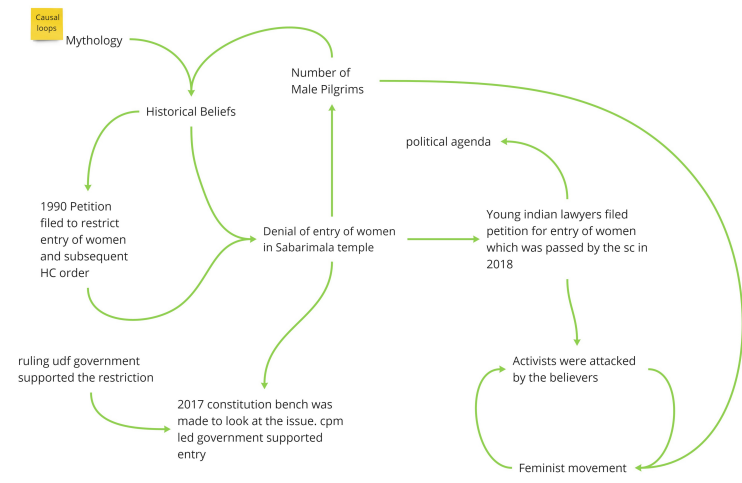 Causal
loops
Mythology
Number of
Male Pilgrims
Historical Beliefs
political agenda
1990 Petition
filed to restrict
entry of women
and subsequent
HC order
Denial of entry of women
in Sabarimala temple
Young indian lawyers filed
petition for entry of women
which was passed by the sc in
2018
ruling udf government
supported the restriction
Activists were attacked
by the believers
2017 constitution bench was
made to look at the issue. cpm
led government supported
entry
Feminist movement